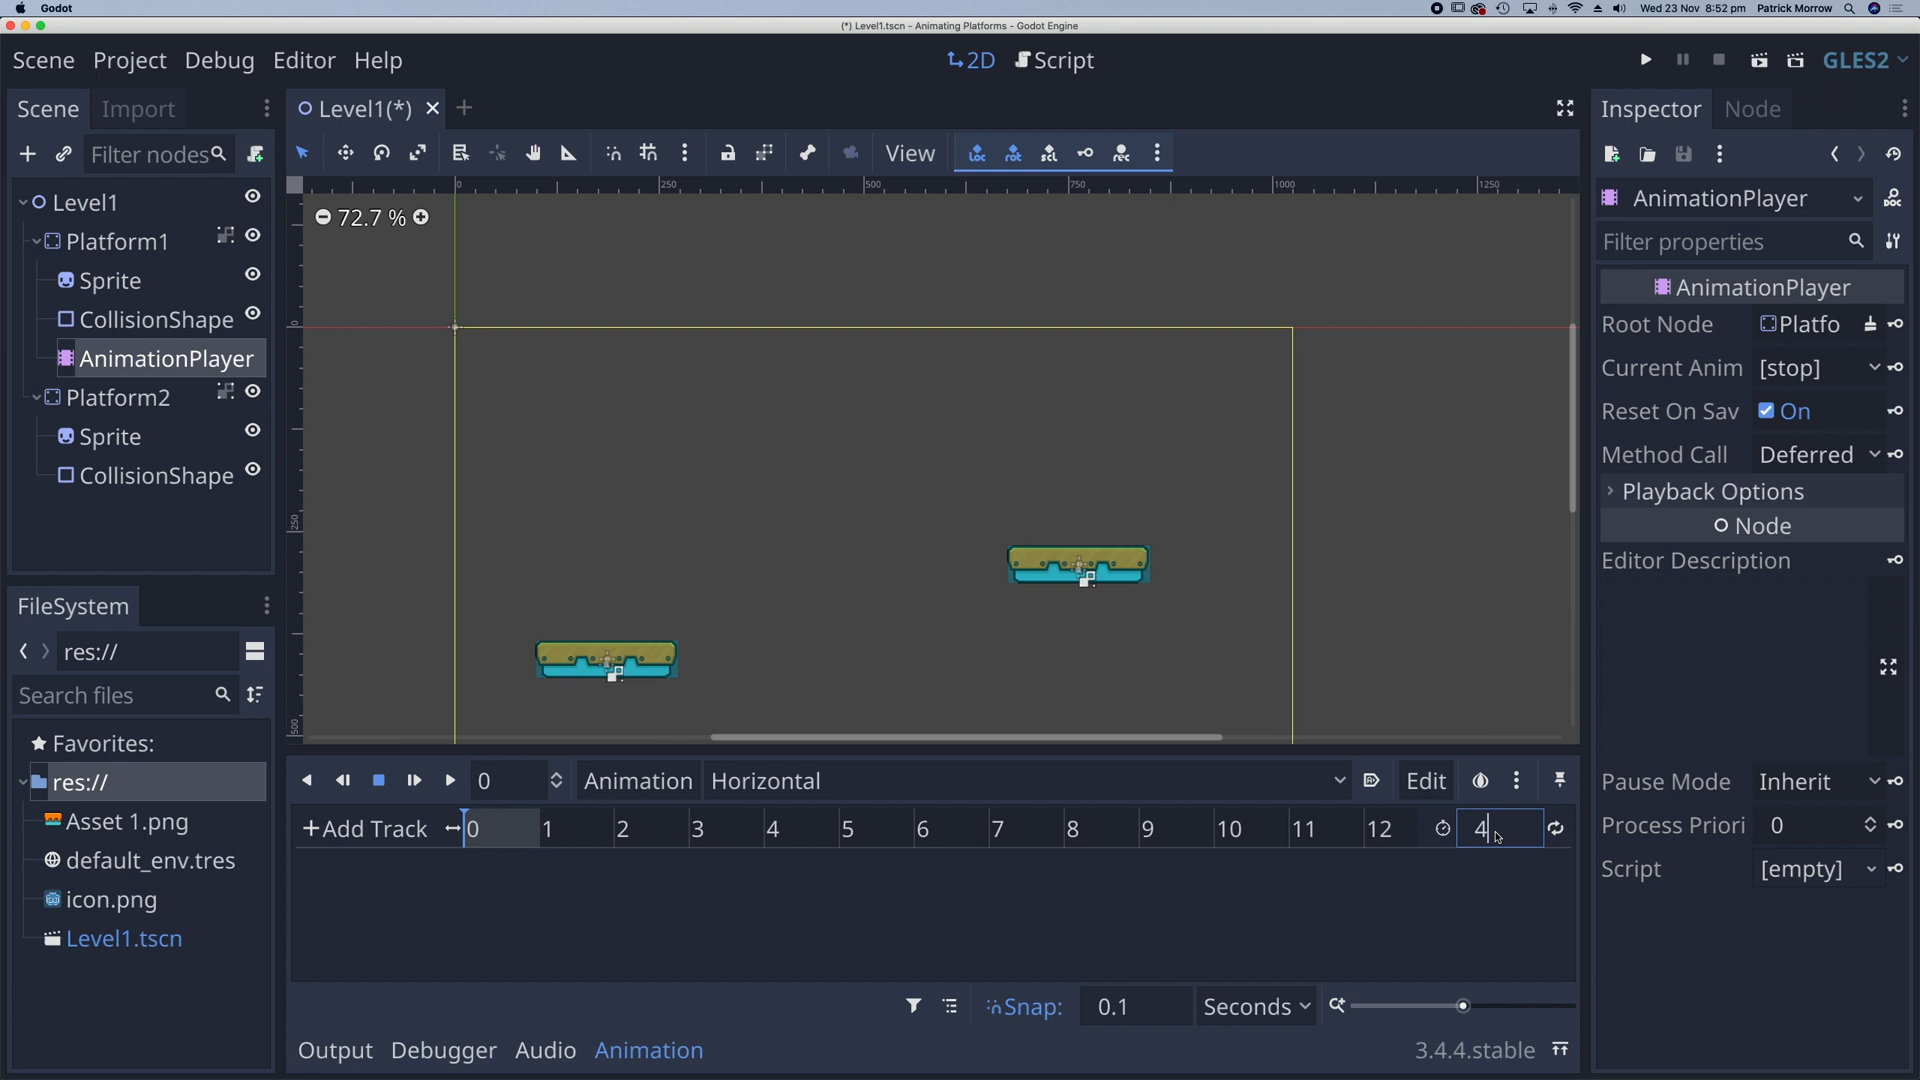 Godot
Wed 23 Nov 8:52 pm Patrick Morrow
(*) Level1.tscn - Animating Platforms - Godot Engine
Scene Project Debug Editor Help
2D Script
GLES2
Scene Import
Level1(*)
Inspector Node
Filter nodes
View
Level1
Platform1
Sprite
CollisionShape
AnimationPlayer
Platform2
Sprite
CollisionShape
0 250 500 750 1000 1250
72.7 %
0
250
500
AnimationPlayer
Filter properties
AnimationPlayer
Root Node Platfo
Current Anim [stop]
Reset On Sav On
Method Call Deferred
Playback Options
Node
Editor Description
Pause Mode Inherit
Process Priori 0
Script [empty]
FileSystem
res://
Search files
Favorites:
res://
Asset 1.png
default_env.tres
icon.png
Level1.tscn
0 Animation Horizontal Edit
Add Track 0 1 2 3 4 5 6 7 8 9 10 11 12 4
Snap: 0.1 Seconds
Output Debugger Audio Animation 3.4.4.stable